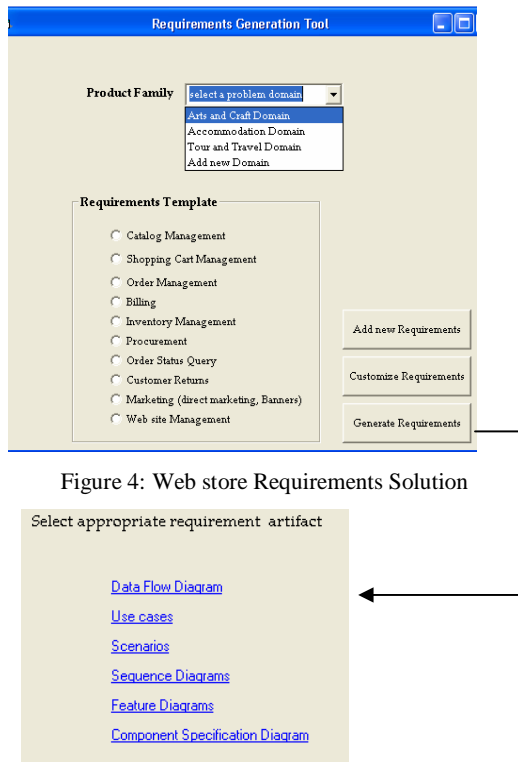 Requirements Generation Tool
Product Family
select a problem domain
Arts and Craft Domain
Accommodation Domain
Tour and Travel Domain
Add new Domain
Requirements Template
Catalog Management
Shopping Cart Management
Order Management
Billing
Inventory Management
Procurement
Order Status Query
Customer Returns
Marketing (direct marketing, Banners)
Web site Management
Add new Requirements
Customize Requirements
Generate Requirements
Figure 4: Web store Requirements Solution
Select appropriate requirement artifact
Data Flow Diagram
Use cases
Scenarios
Sequence Diagrams
Feature Diagrams
Component Specification Diagram